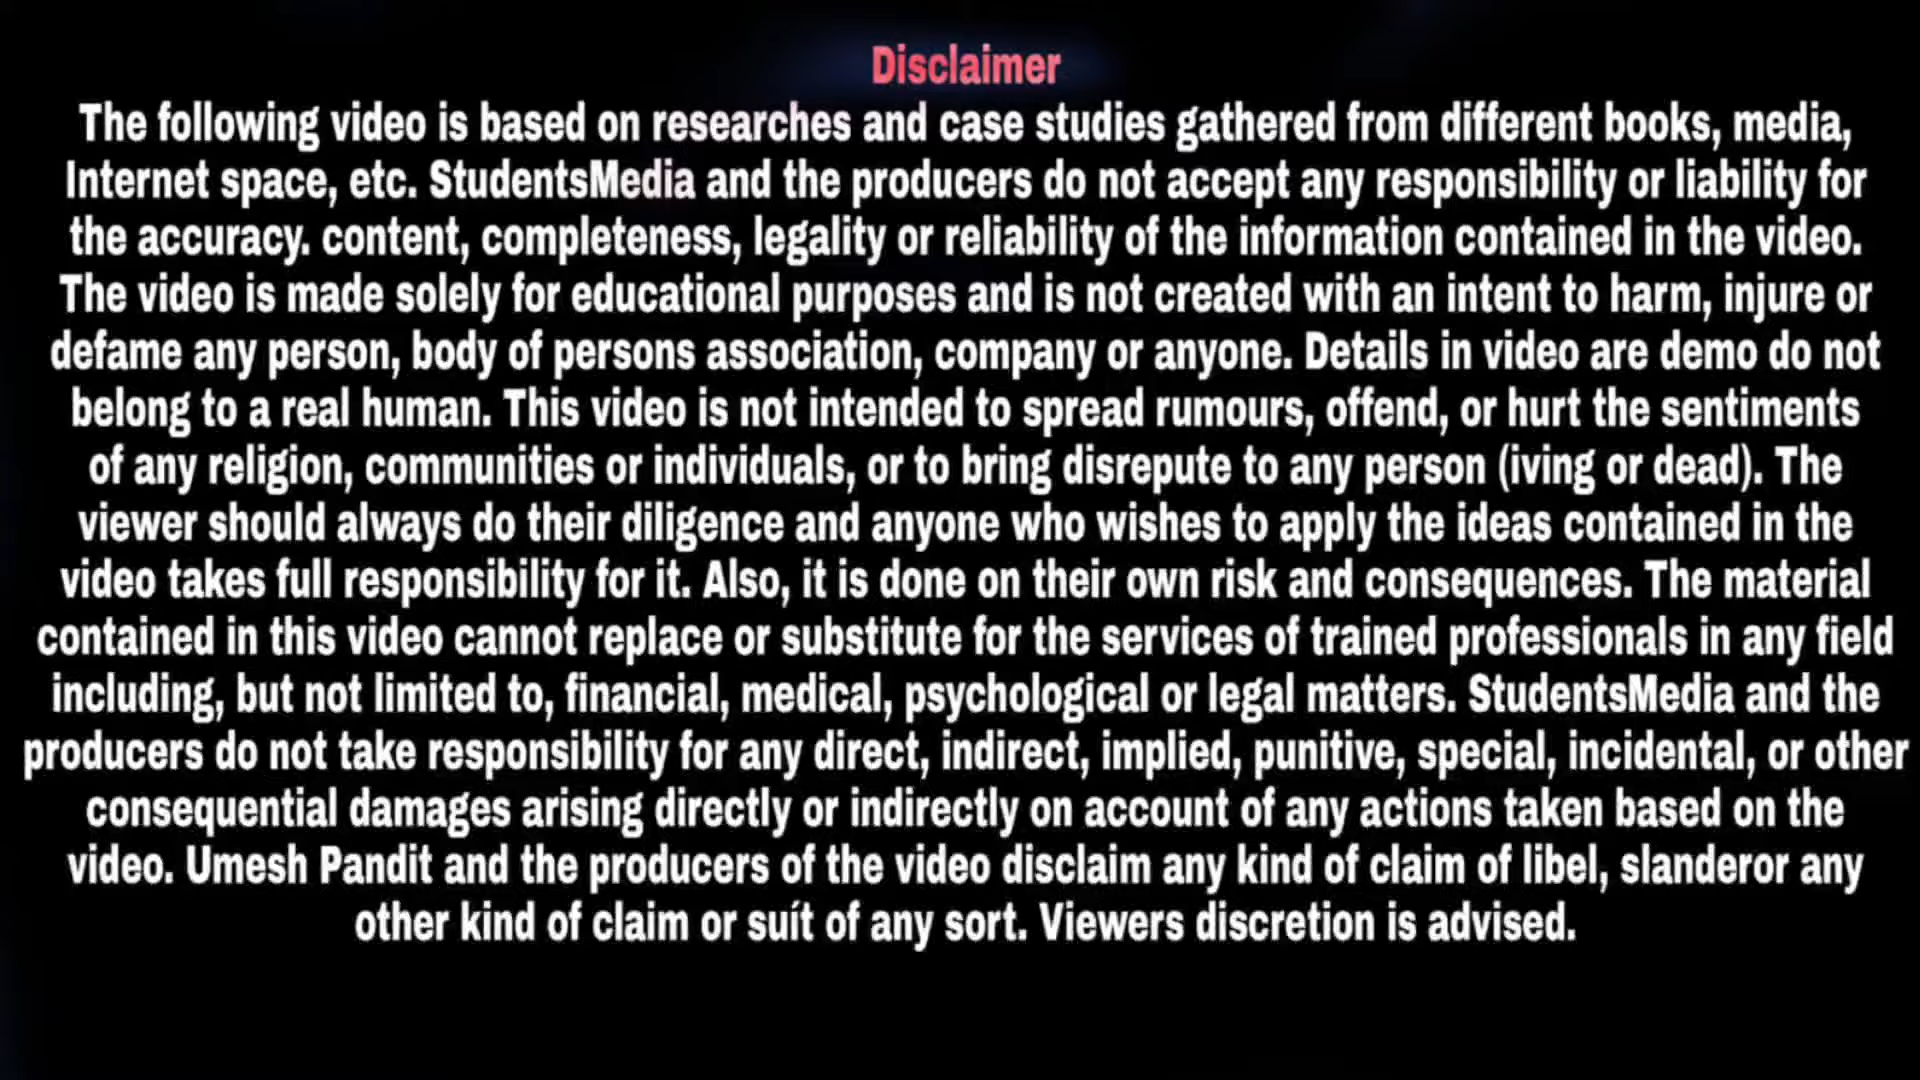 Disclaimer
The following video is based on researches and case studies gathered from different books, media,
Internet space, etc. StudentsMedia and the producers do not accept any responsibility or liability for
the accuracy. content, completeness, legality or reliability of the information contained in the video.
The video is made solely for educational purposes and is not created with an intent to harm, injure or
defame any person, body of persons association, company or anyone. Details in video are demo do not
belong to a real human. This video is not intended to spread rumours, offend, or hurt the sentiments
of any religion, communities or individuals, or to bring disrepute to any person (iving or dead). The
viewer should always do their diligence and anyone who wishes to apply the ideas contained in the
video takes full responsibility for it. Also, it is done on their own risk and consequences. The material
contained in this video cannot replace or substitute for the services of trained professionals in any field
including, but not limited to, financial, medical, psychological or legal matters. StudentsMedia and the
producers do not take responsibility for any direct, indirect, implied, punitive, special, incidental, or other
consequential damages arising directly or indirectly on account of any actions taken based on the
video. Umesh Pandit and the producers of the video disclaim any kind of claim of libel, slanderor any
other kind of claim or suít of any sort. Viewers discretion is advised.